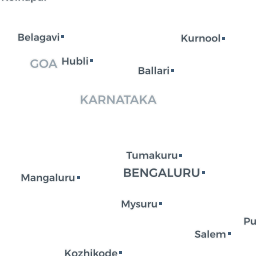 Belagavi
Kurnool
GOA
Hubli
Ballari
KARNATAKA
Tumakuru
BENGALURU
Mangaluru
Mysuru
Pu
Salem
Kozhikode